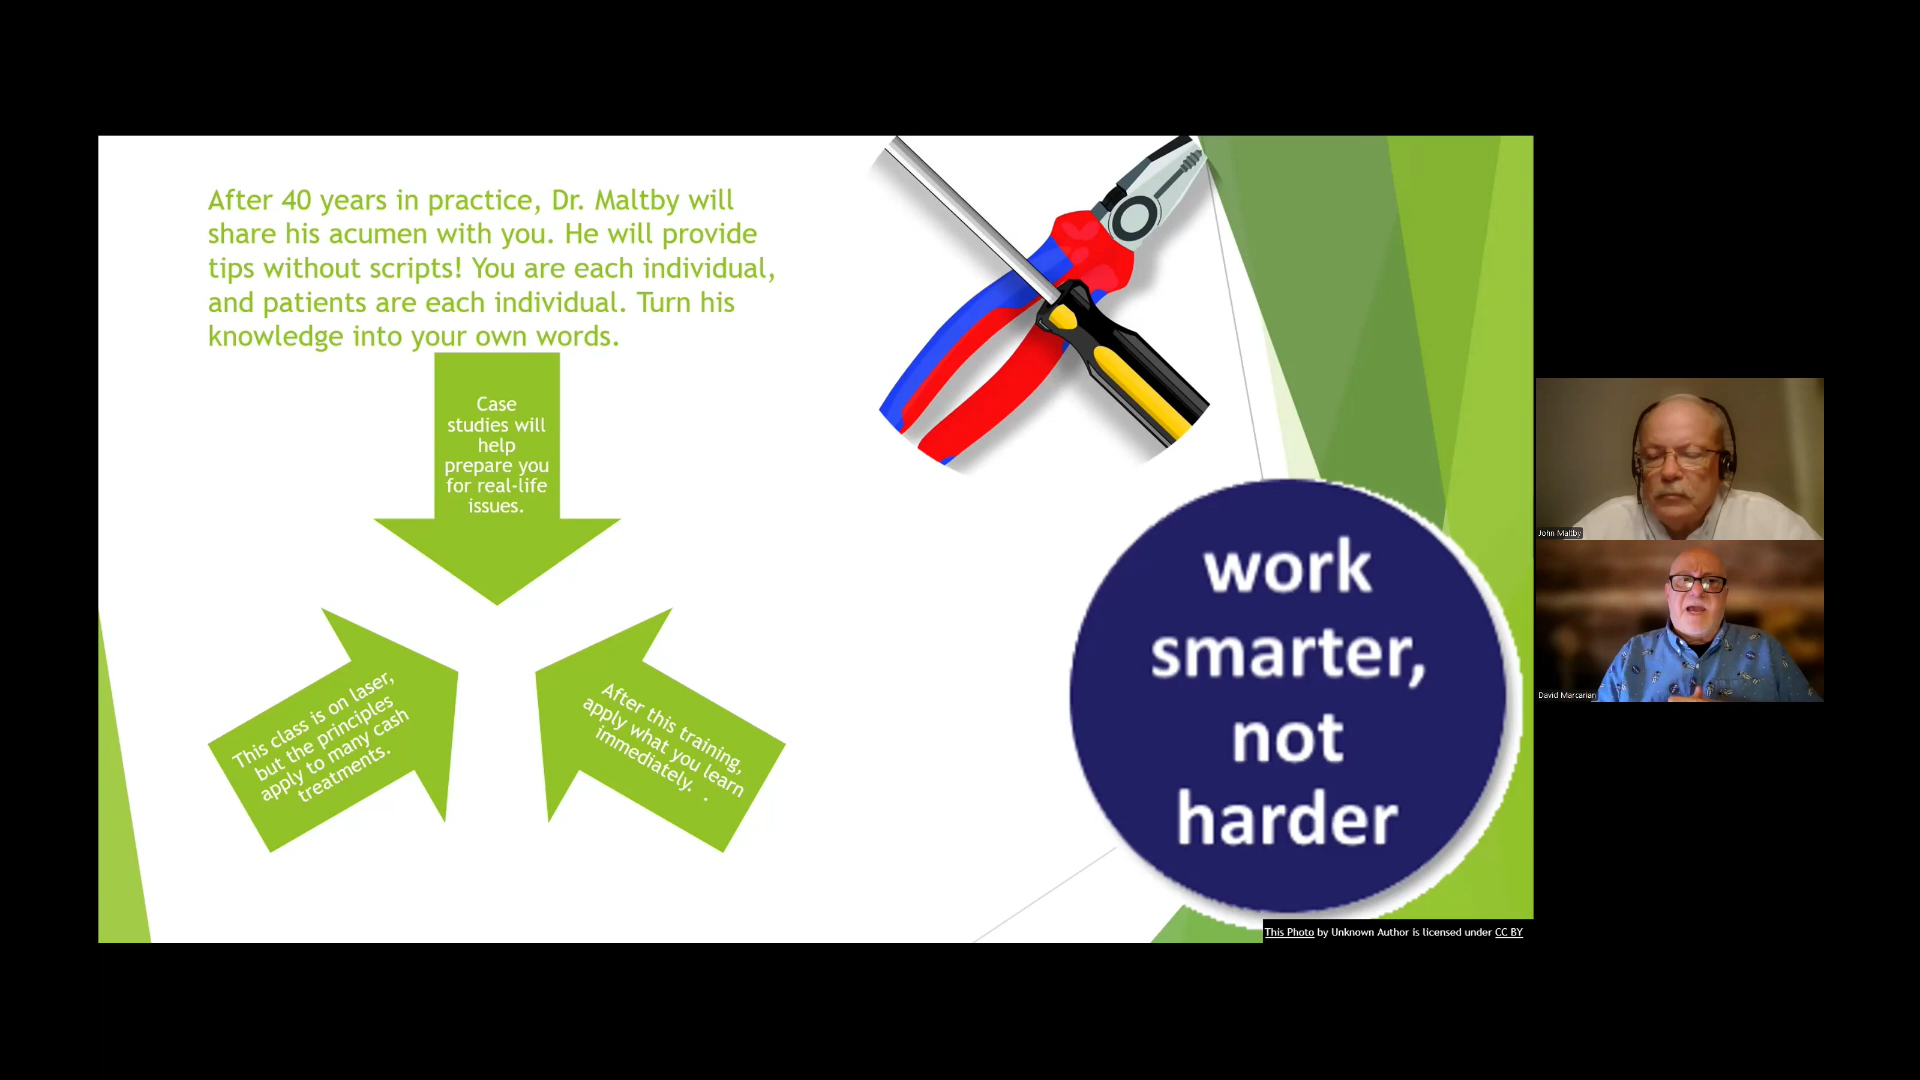 After 40 years in practice, Dr. Maltby will
share his acumen with you. He will provide
tips without scripts! You are each individual,
and patients are each individual. Turn his
knowledge into your own words.
Case
studies will
help
prepare you
for real-life
issues.
This class is on laser,
but the principles
apply to many cash
treatments.
After this training,
apply what you learn
immediately. .
work
smarter,
not
harder
This Photo by Unknown Author is licensed under CC BY
John Maltby
David Marcarian